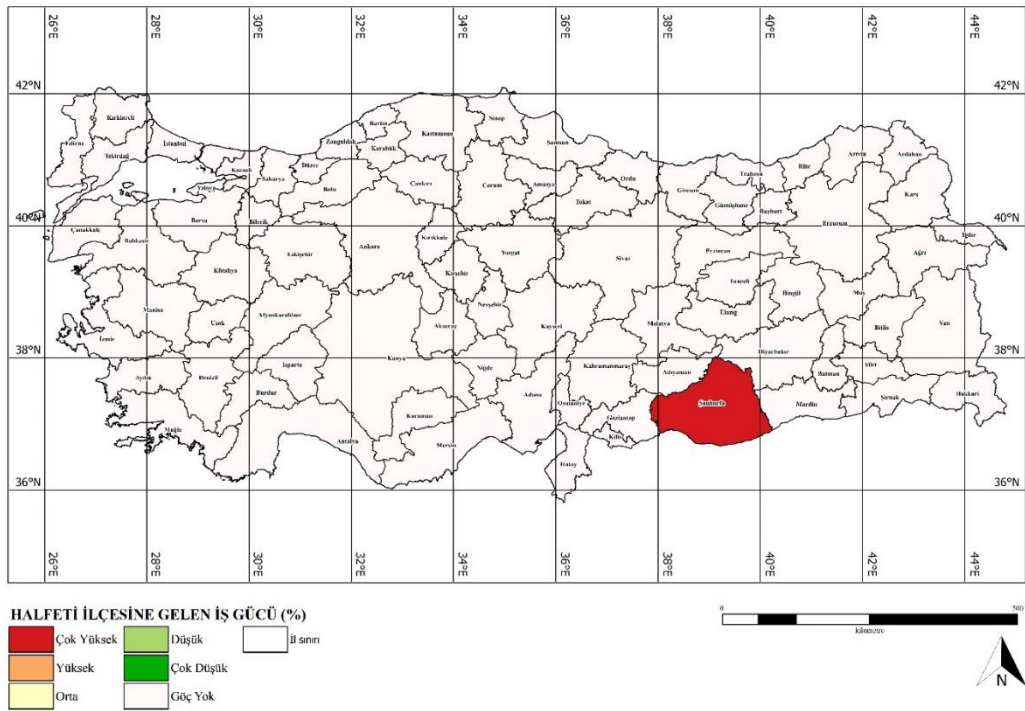 26°E 28°E 30°E 32°E 34°E 36°E 38°E 40°E 42°E 44°E
42°N 42°N
Kırklareli Edirne Tekirdağ İstanbul Kocaeli Yalova Sakarya Düzce Zonguldak Bartın Karabük Kastamonu Sinop Samsun
Bolu Çankırı Çorum Amasya Tokat Ordu Giresun Trabzon Gümüşhane Bayburt Rize Artvin Ardahan Kars
40°N 40°N
Çanakkale Balıkesir Bursa Bilecik Eskişehir Ankara Kırıkkale Yozgat Sivas Erzincan Erzurum Ağrı Iğdır
Kütahya Kırşehir Tunceli Bingöl Muş
Manisa Uşak Afyonkarahisar Nevşehir Aksaray Kayseri Malatya Elazığ Bitlis Van
İzmir
38°N 38°N
Aydın Denizli Isparta Burdur Konya Niğde Kahramanmaraş Adıyaman Diyarbakır Batman Siirt
Muğla Antalya Karaman Mersin Adana Osmaniye Gaziantep Kilis Şanlıurfa Mardin Şırnak Hakkari
Hatay
36°N 36°N
26°E 28°E 30°E 32°E 34°E 36°E 38°E 40°E 42°E 44°E
HALFETİ İLÇESİNE GELEN İŞ GÜCÜ (%)
Çok Yüksek Düşük İl sınırı
Yüksek Çok Düşük
Orta Göç Yok
0 500
kilometre
N